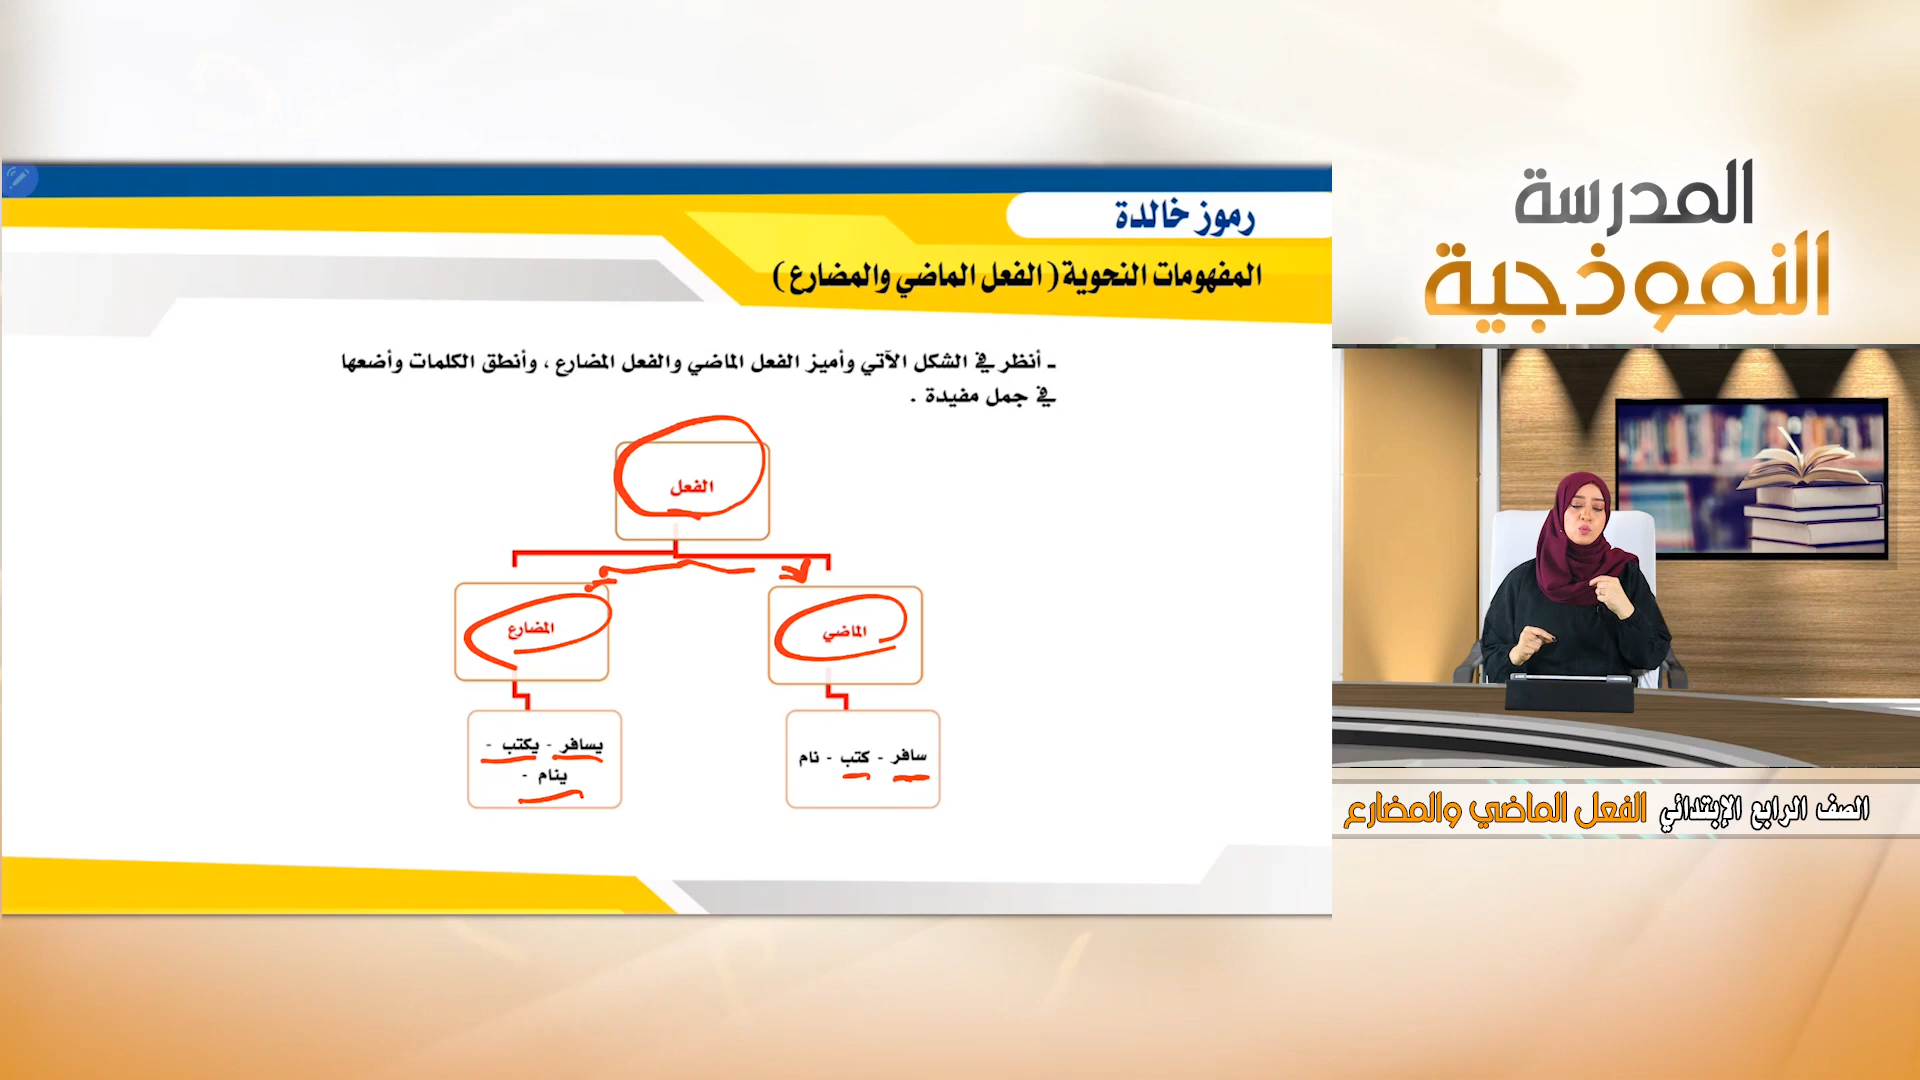 رموز خالدة
المفهومات النحوية ( الفعل الماضي والمضارع )
ـ أنظر في الشكل الآتي وأميز الفعل الماضي والفعل المضارع ، وأنطق الكلمات وأضعها
في جمل مفيدة .
الفعل
الماضي
المضارع
سافر - كتب - نام
يسافر - يكتب -
ينام -
المدرسة
النموذجية
الصف الرابع الإبتدائي الفعل الماضي والمضارع